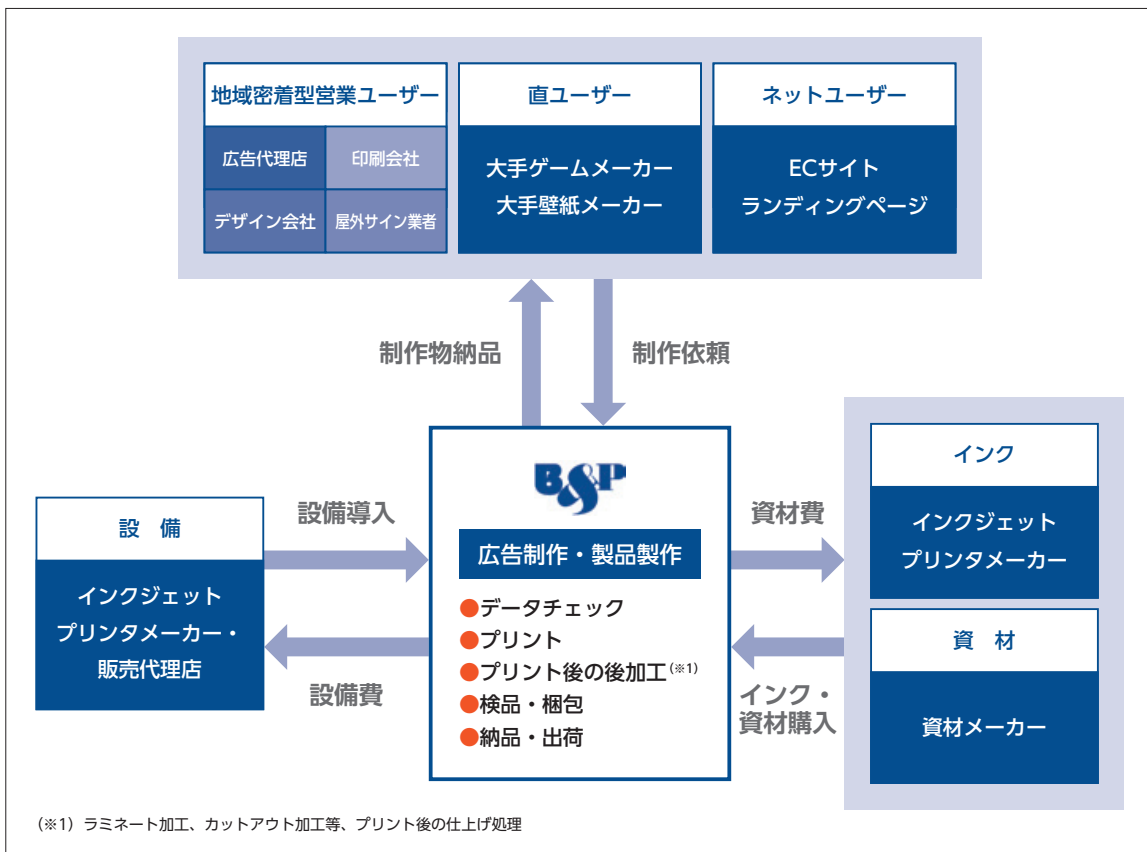 地域密着型営業ユーザー
広告代理店
印刷会社
デザイン会社
屋外サイン業者
直ユーザー
大手ゲームメーカー
大手壁紙メーカー
ネットユーザー
ECサイト
ランディングページ
制作物納品
制作依頼
設 備
インクジェット
プリンタメーカー・
販売代理店
設備導入
設備費
B&P
広告制作・製品製作
●データチェック
●プリント
●プリント後の後加工(※1)
●検品・梱包
●納品・出荷
資材費
インク・
資材購入
インク
インクジェット
プリンタメーカー
資 材
資材メーカー
(※1) ラミネート加工、カットアウト加工等、プリント後の仕上げ処理